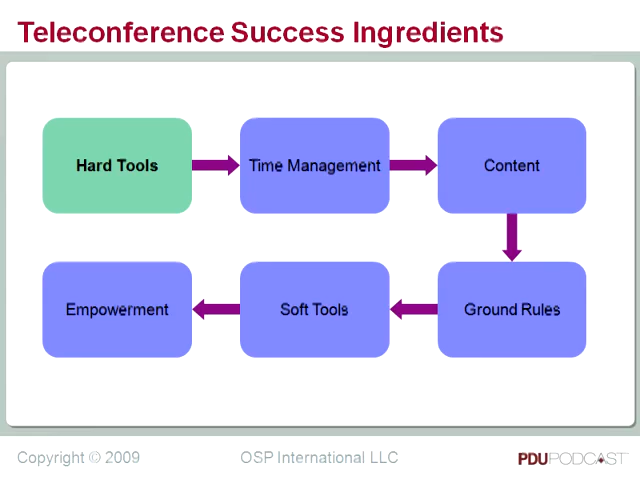 Teleconference Success Ingredients
Hard Tools
Time Management
Content
Empowerment
Soft Tools
Ground Rules
Copyright © 2009
OSP International LLC
PDUPODCAST